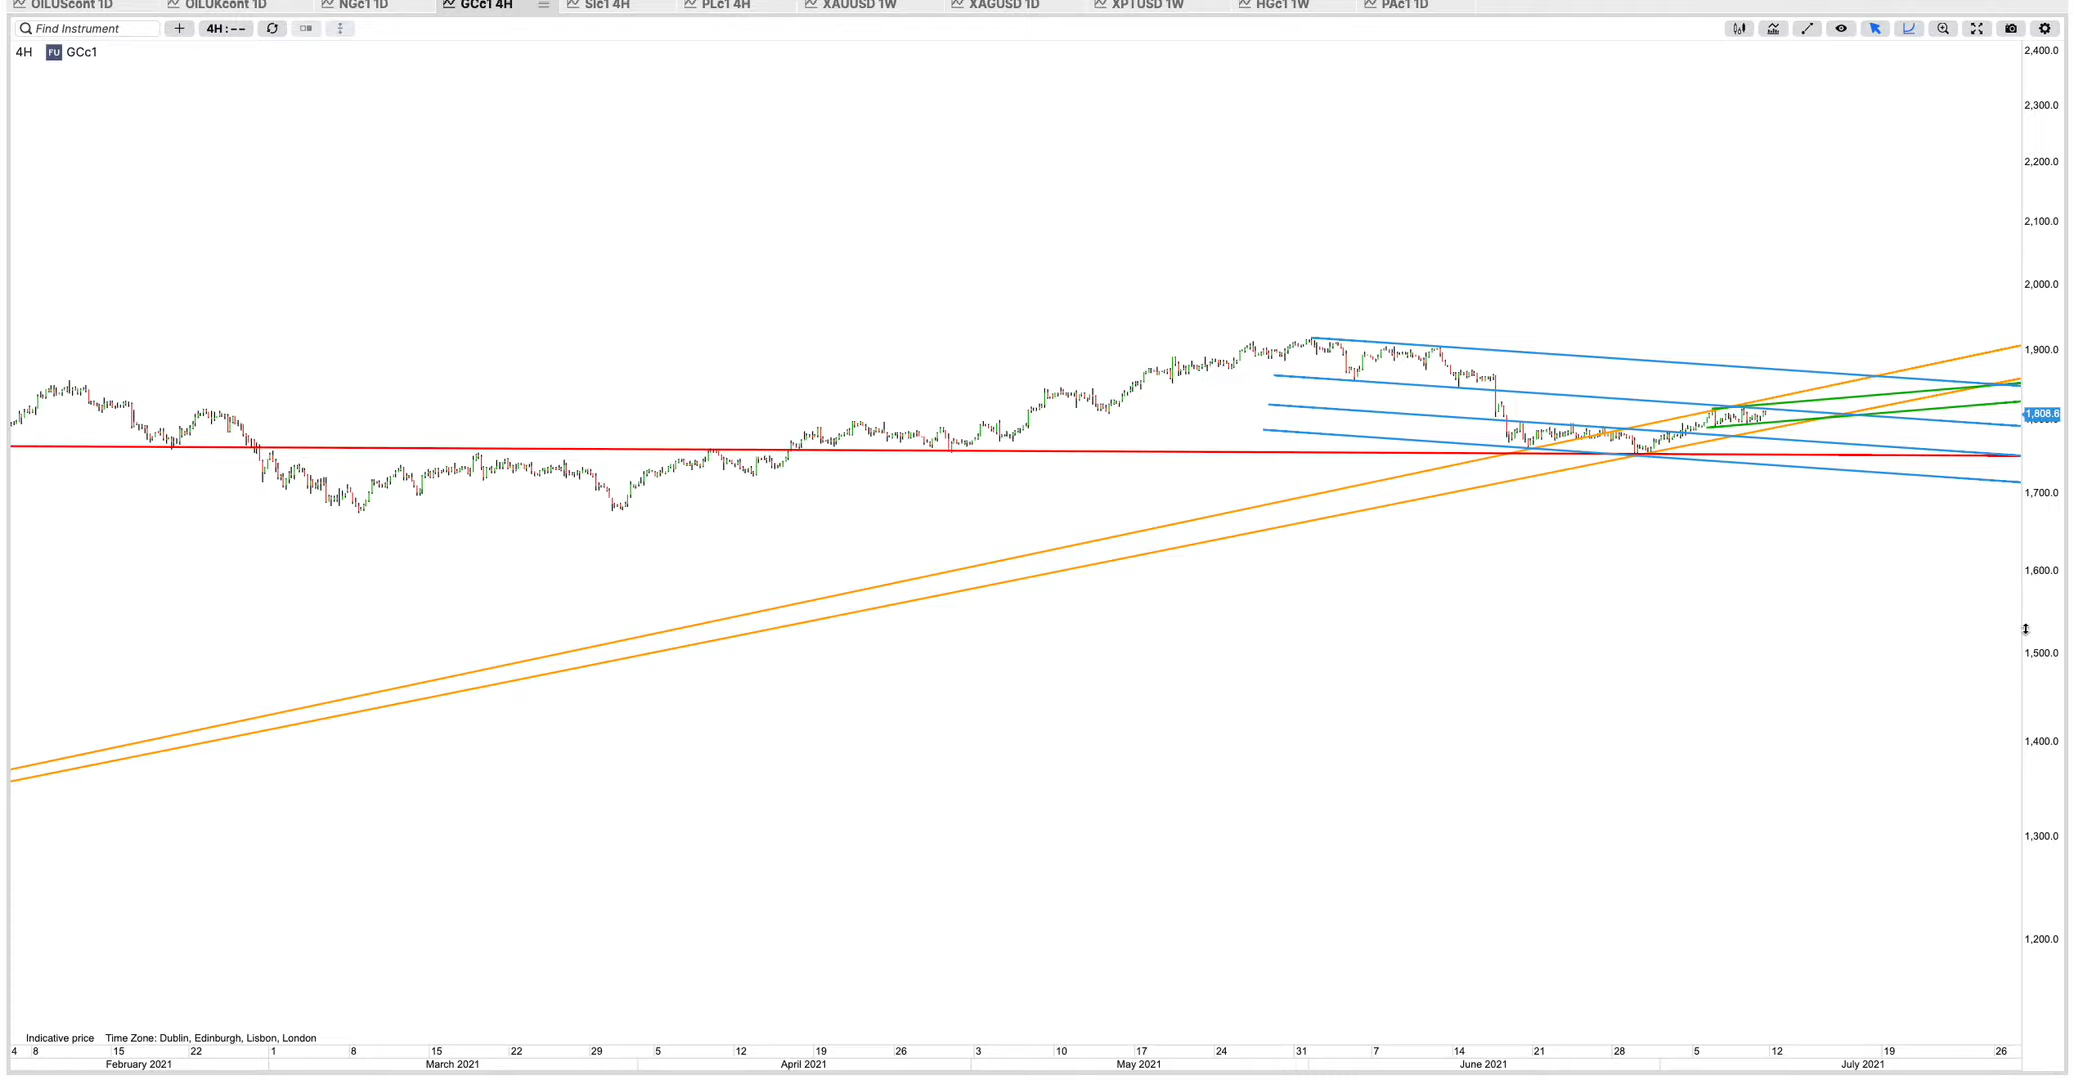 OILUScont 1D OILUKcont 1D NGc1 1D GCc1 4H SIc1 4H PLc1 4H XAUUSD 1W XAGUSD 1D XPTUSD 1W HGc1 1W PAc1 1D
Find Instrument 4H : --
4H FU GCc1
2,400.0
2,300.0
2,200.0
2,100.0
2,000.0
1,900.0
1,808.6
1,700.0
1,600.0
1,500.0
1,400.0
1,300.0
1,200.0
Indicative price Time Zone: Dublin, Edinburgh, Lisbon, London
4 8 15 22 1 8 15 22 29 5 12 19 26 3 10 17 24 31 7 14 21 28 5 12 19 26
February 2021 March 2021 April 2021 May 2021 June 2021 July 2021